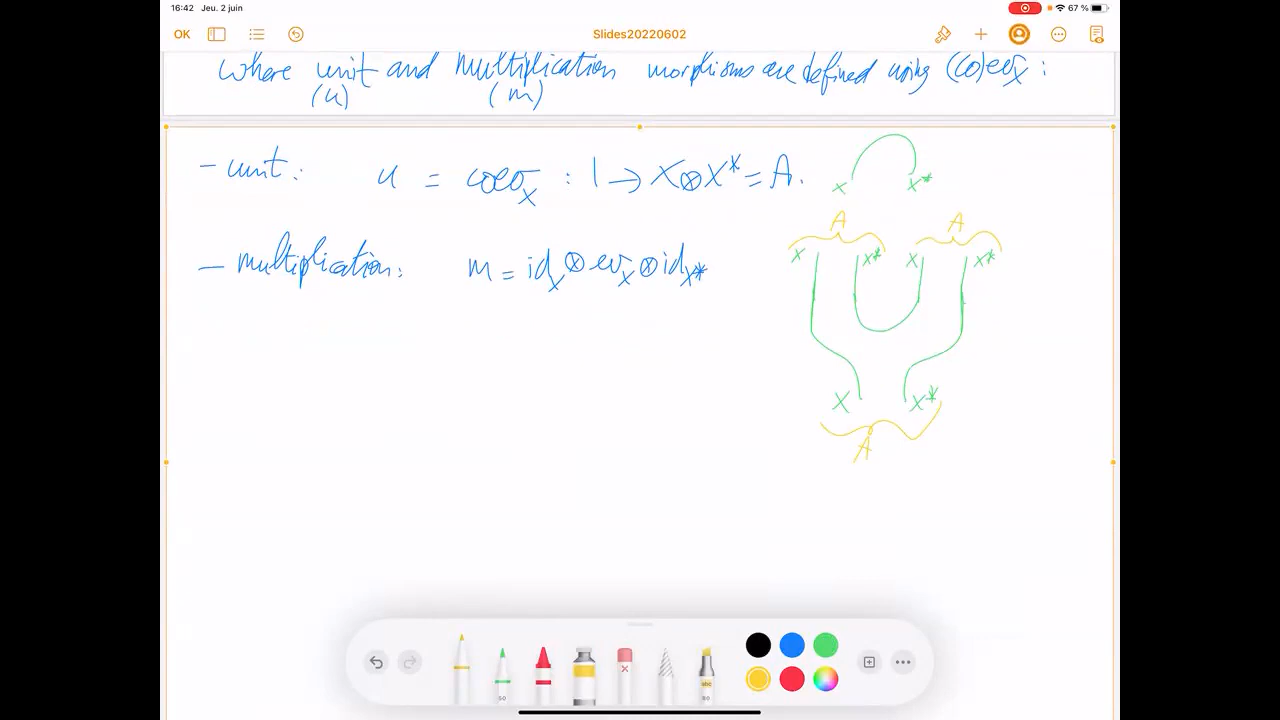 16:42 Jeu. 2 juin 67 %
OK Slides20220602
Where unit and multiplication morphisms are defined using (co)ev_X :
(u) (m)
- unit : u = coev_X : 1 → X ⊗ X* = A.
X X*
A A
- multiplication : m = id_X ⊗ ev_X ⊗ id_X*
X X* X X*
X X*
A